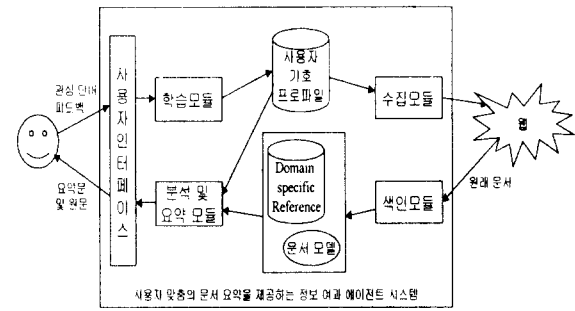 관심 단어
피드백
요약문
및 원문
사용자인터페이스
학습모듈
사용자
기호
프로파일
수집모듈
웹
분석 및
요약 모듈
Domain
specific
Reference
문서 모델
색인모듈
원래 문서
사용자 맞춤의 문서 요약을 제공하는 정보 여과 에이전트 시스템